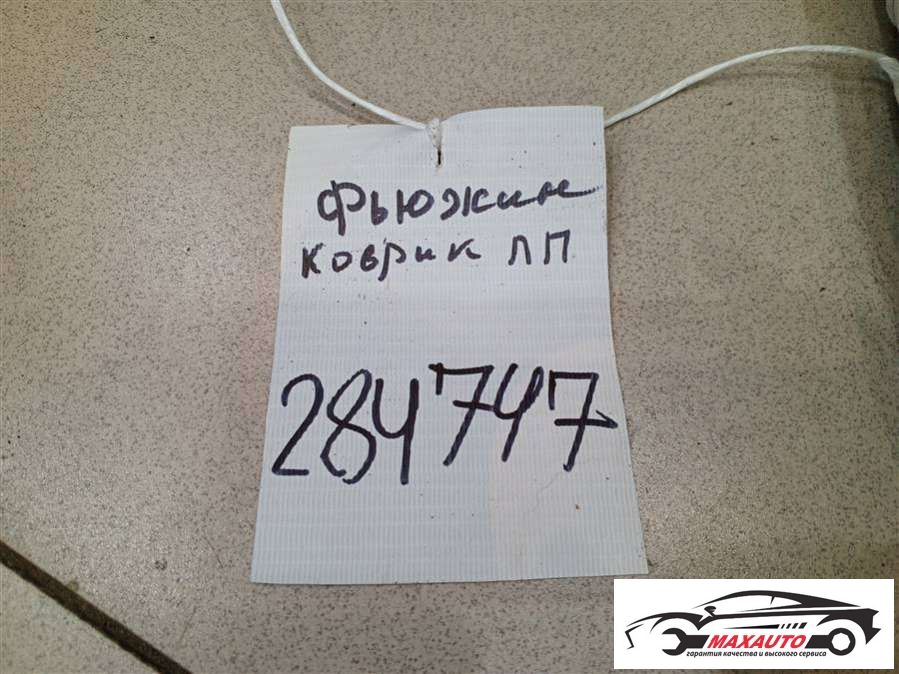 Фьюжин
коврик ЛП
284747
MAXAUTO
гарантия качества и высокого сервиса